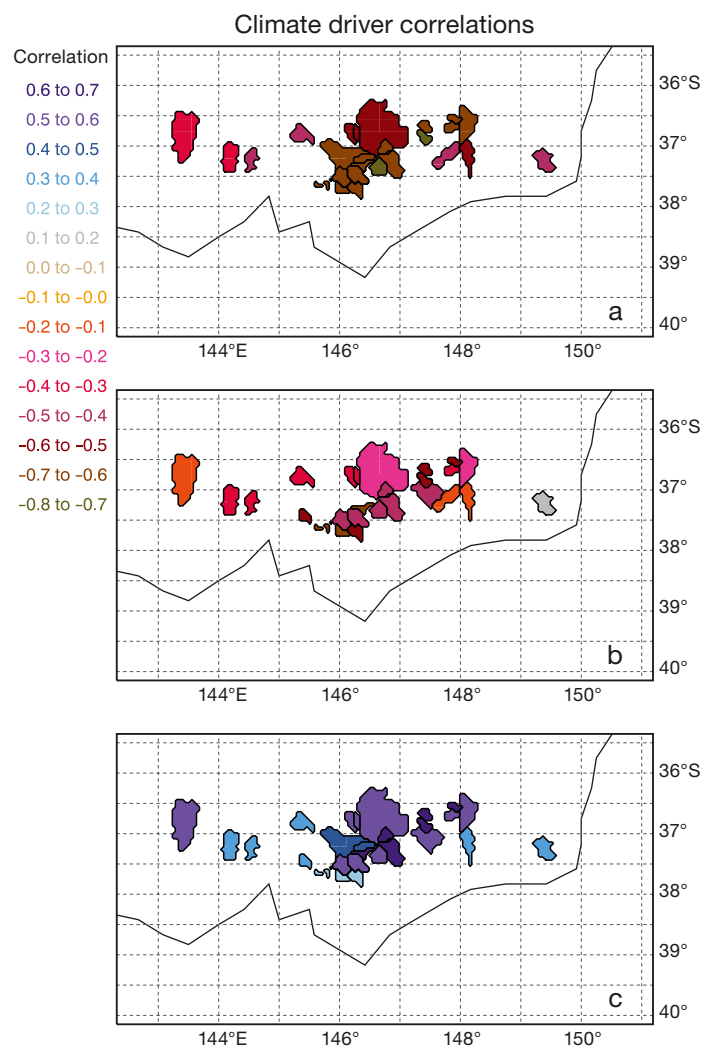 Climate driver correlations
Correlation
0.6 to 0.7
0.5 to 0.6
0.4 to 0.5
0.3 to 0.4
0.2 to 0.3
0.1 to 0.2
0.0 to −0.1
−0.1 to −0.0
−0.2 to −0.1
−0.3 to −0.2
−0.4 to −0.3
−0.5 to −0.4
−0.6 to −0.5
−0.7 to −0.6
−0.8 to −0.7
36°S
37°
38°
39°
40°
a
144°E 146° 148° 150°
36°S
37°
38°
39°
40°
b
144°E 146° 148° 150°
36°S
37°
38°
39°
40°
c
144°E 146° 148° 150°